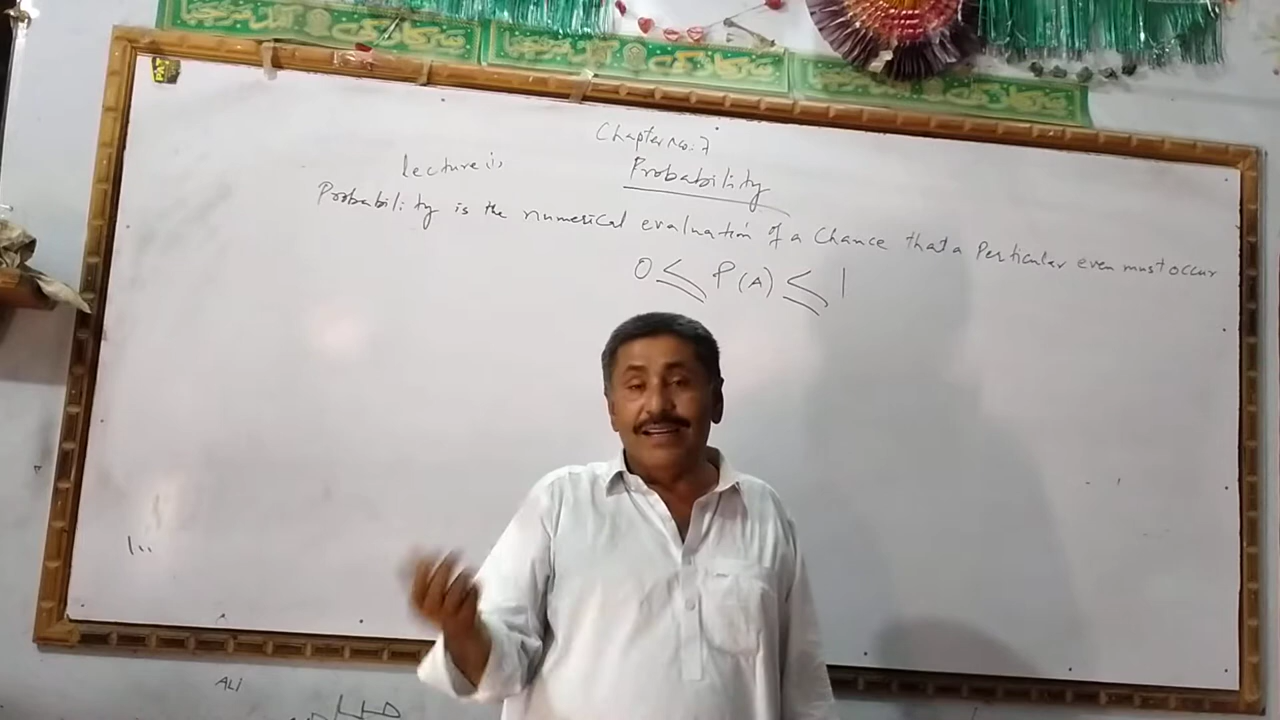 Chapter No: 7
lecture is
Probability
Probability is the numerical evaluation of a Chance that a Perticular even must occur
0 ≤ P(A) ≤ 1
ALI